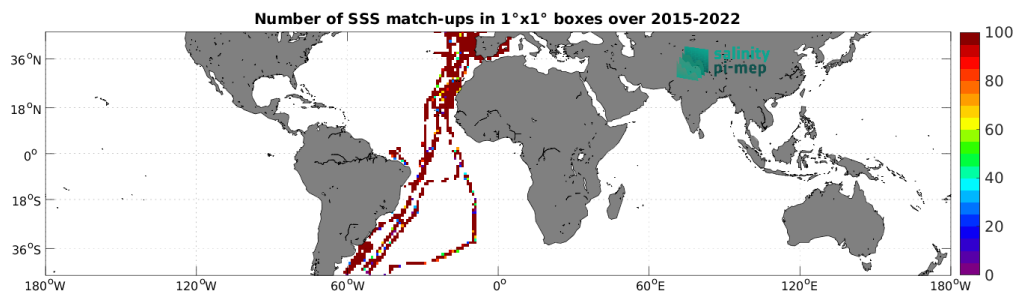 Number of SSS match-ups in 1°x1° boxes over 2015-2022
36°N
18°N
0°
18°S
36°S
180°W
120°W
60°W
0°
60°E
120°E
180°W
salinity
pi-mep
100
80
60
40
20
0